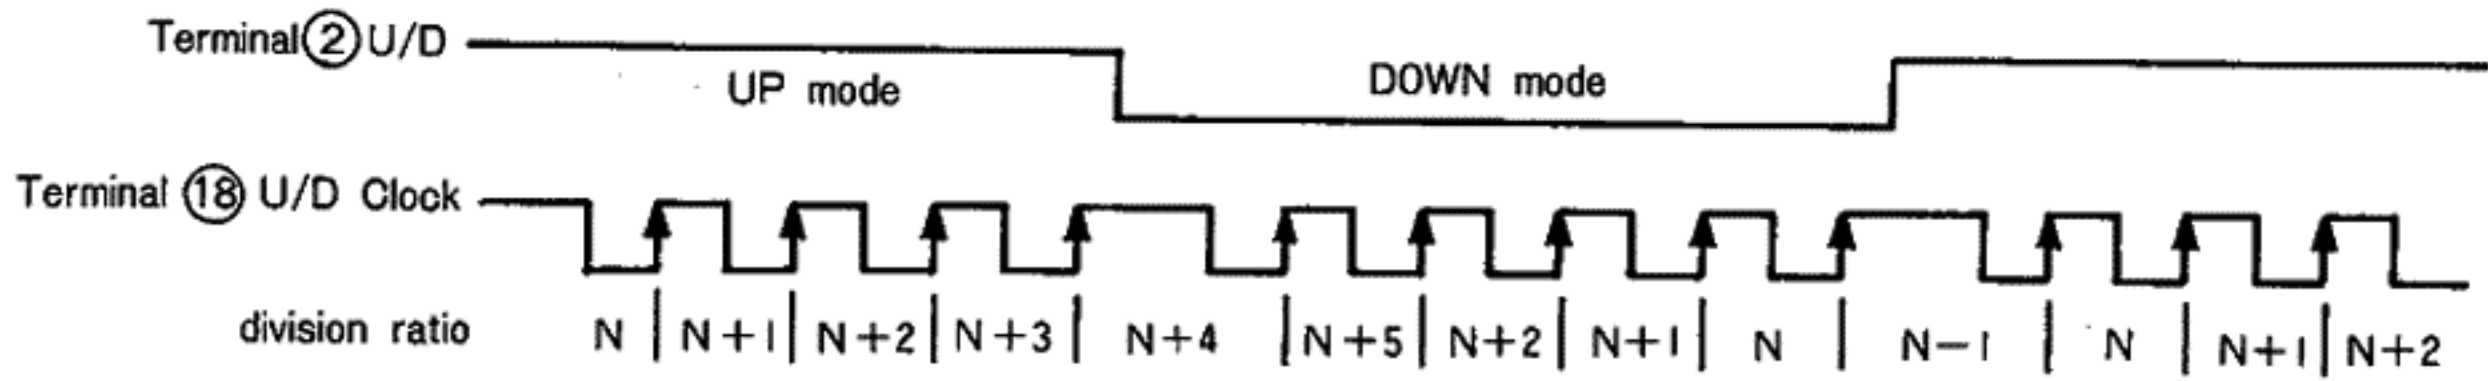 Terminal ② U/D
UP mode
DOWN mode
Terminal ⑱ U/D Clock
division ratio N N+1 N+2 N+3 N+4 N+5 N+2 N+1 N N-1 N N+1 N+2